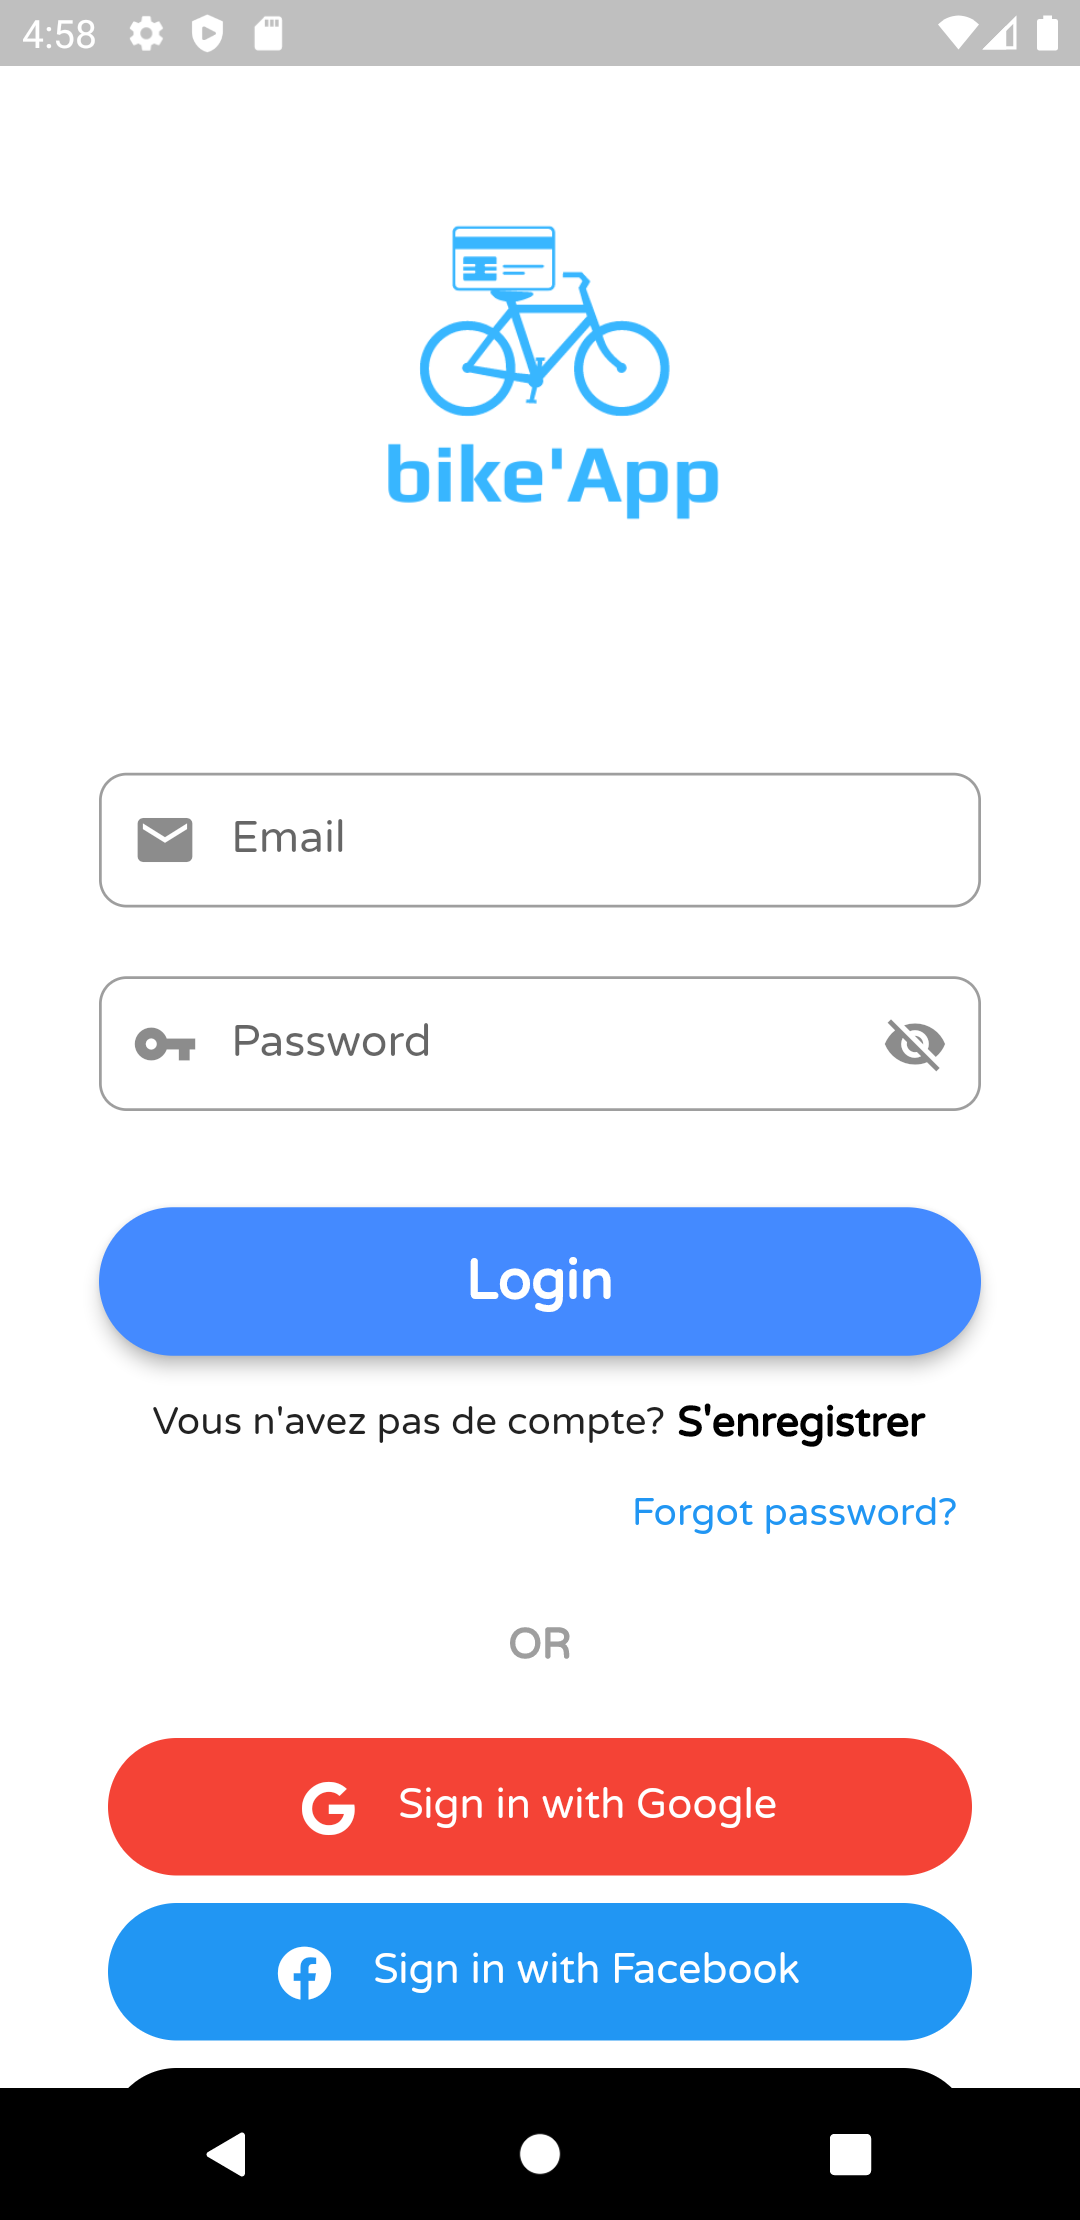 4:58
bike'App
Email
Password
Login
Vous n'avez pas de compte? S'enregistrer
Forgot password?
OR
Sign in with Google
Sign in with Facebook